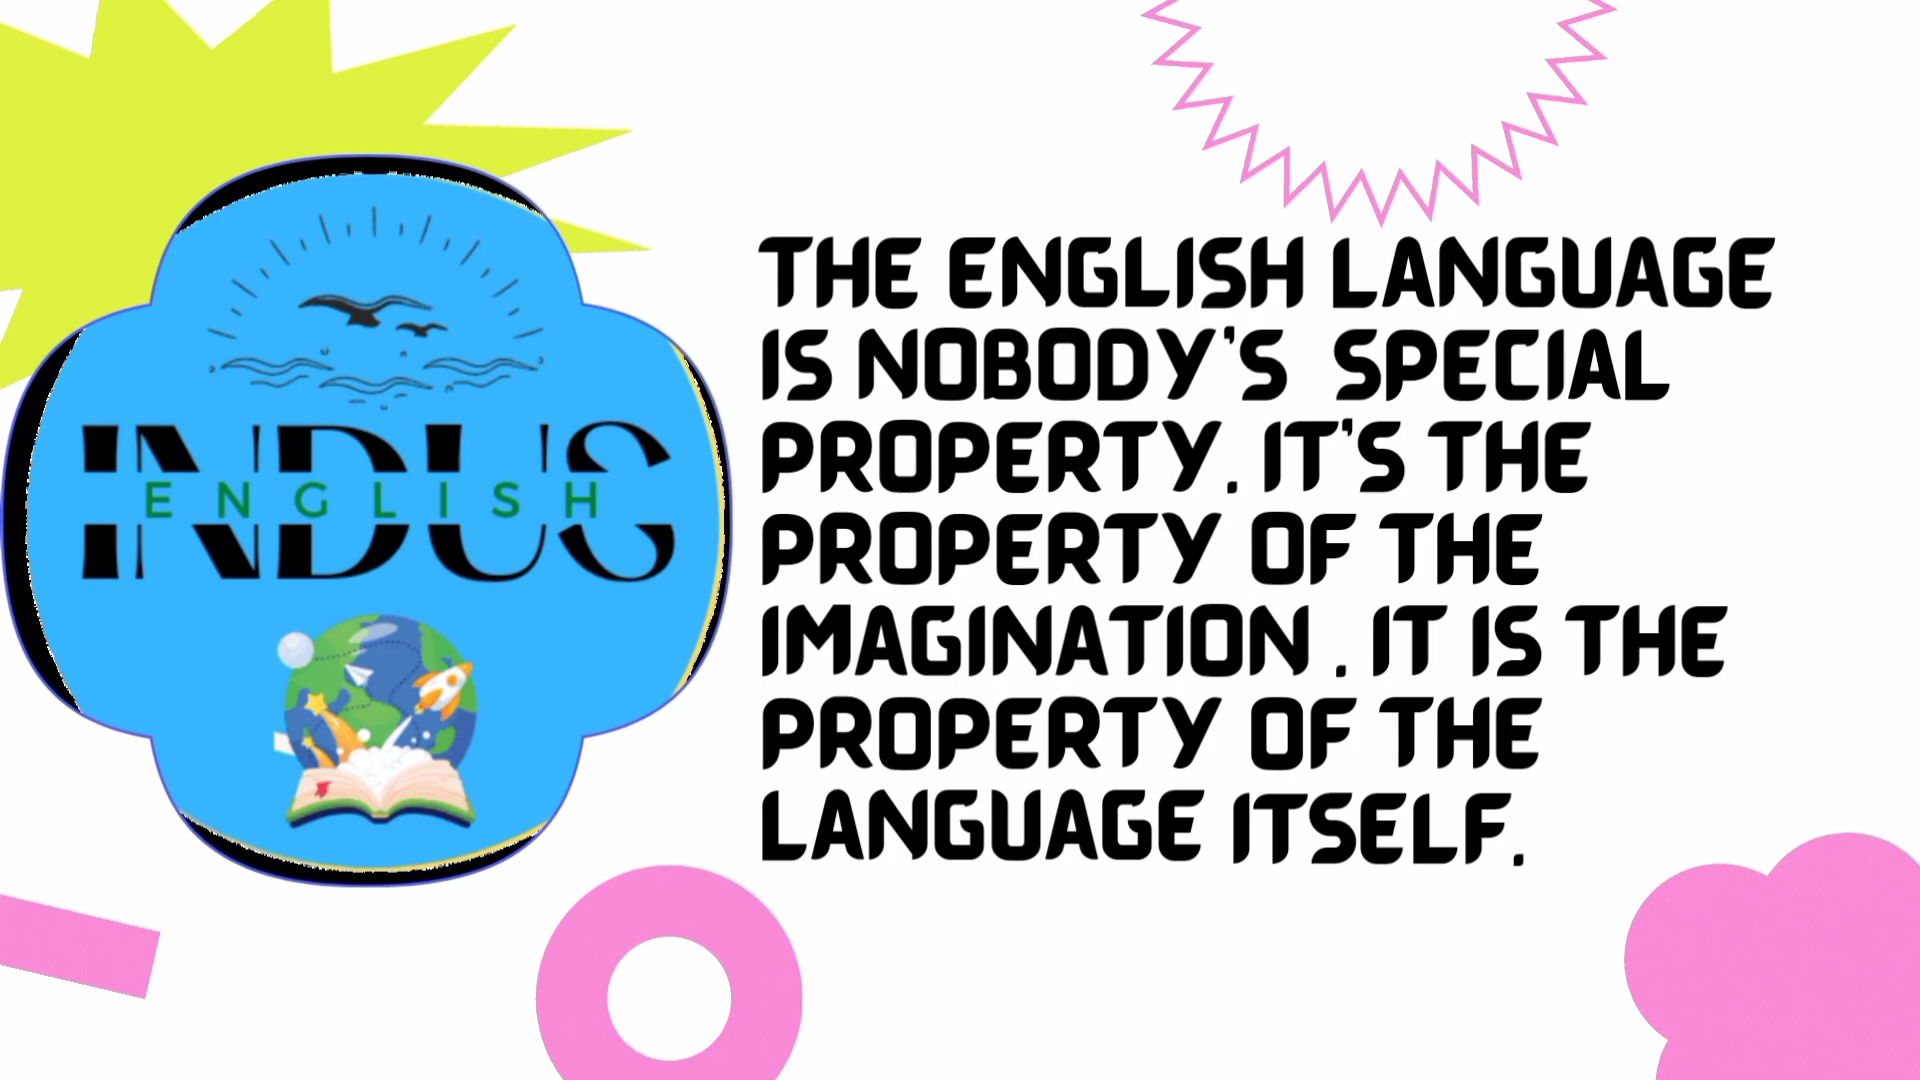 INDUS
ENGLISH
THE ENGLISH LANGUAGE
IS NOBODY'S SPECIAL
PROPERTY. IT'S THE
PROPERTY OF THE
IMAGINATION . IT IS THE
PROPERTY OF THE
LANGUAGE ITSELF.